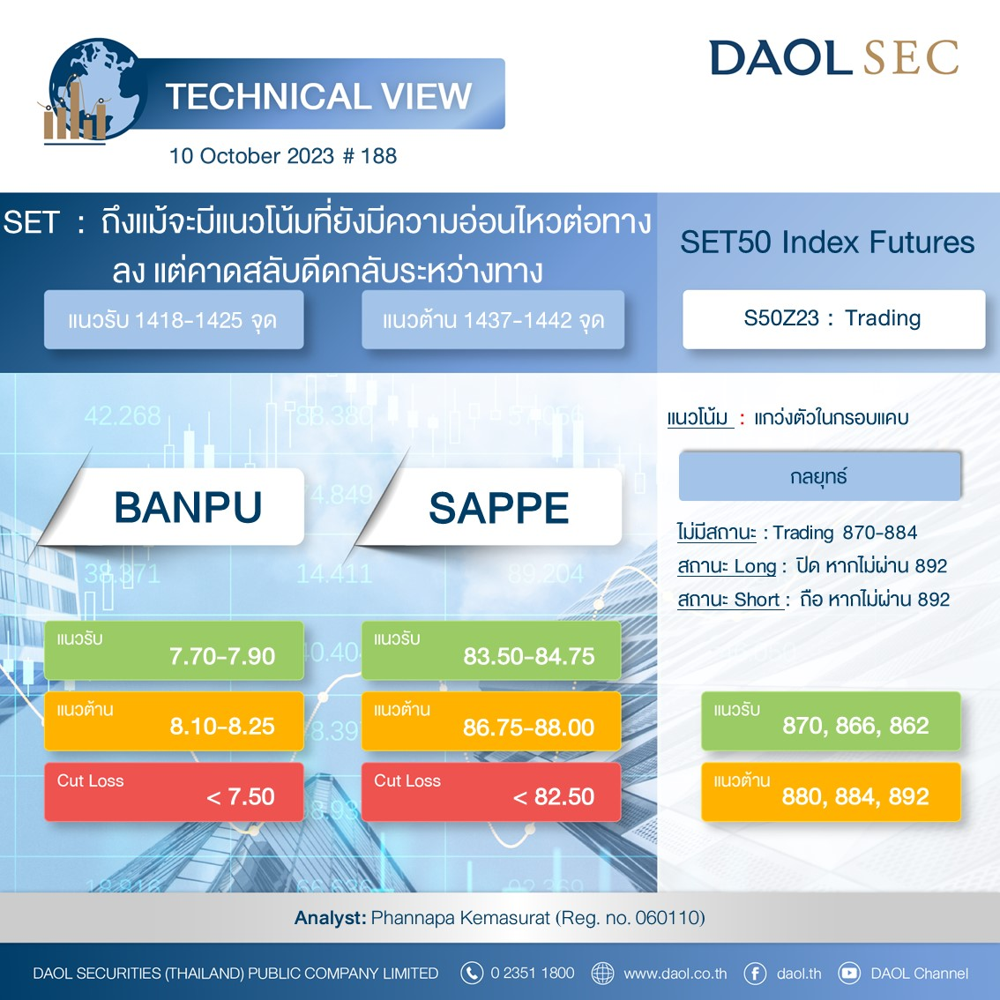 DAOL SEC
TECHNICAL VIEW
10 October 2023 # 188
SET : ถึงแม้จะมีแนวโน้มที่ยังมีความอ่อนไหวต่อทาง
ลง แต่คาดสลับดีดกลับระหว่างทาง
แนวรับ 1418-1425 จุด
แนวต้าน 1437-1442 จุด
SET50 Index Futures
S50Z23 : Trading
42.268
83.380
BANPU
SAPPE
4.849
38.371
14.411
89.204
แนวรับ
7.70-7.90
แนวต้าน
8.10-8.25
Cut Loss
< 7.50
แนวรับ
83.50-84.75
แนวต้าน
86.75-88.00
Cut Loss
< 82.50
แนวโน้ม : แกว่งตัวในกรอบแคบ
กลยุทธ์
ไม่มีสถานะ : Trading 870-884
สถานะ Long : ปิด หากไม่ผ่าน 892
สถานะ Short : ถือ หากไม่ผ่าน 892
แนวรับ
870, 866, 862
แนวต้าน
880, 884, 892
Analyst: Phannapa Kemasurat (Reg. no. 060110)
DAOL SECURITIES (THAILAND) PUBLIC COMPANY LIMITED 0 2351 1800 www.daol.co.th daol.th DAOL Channel